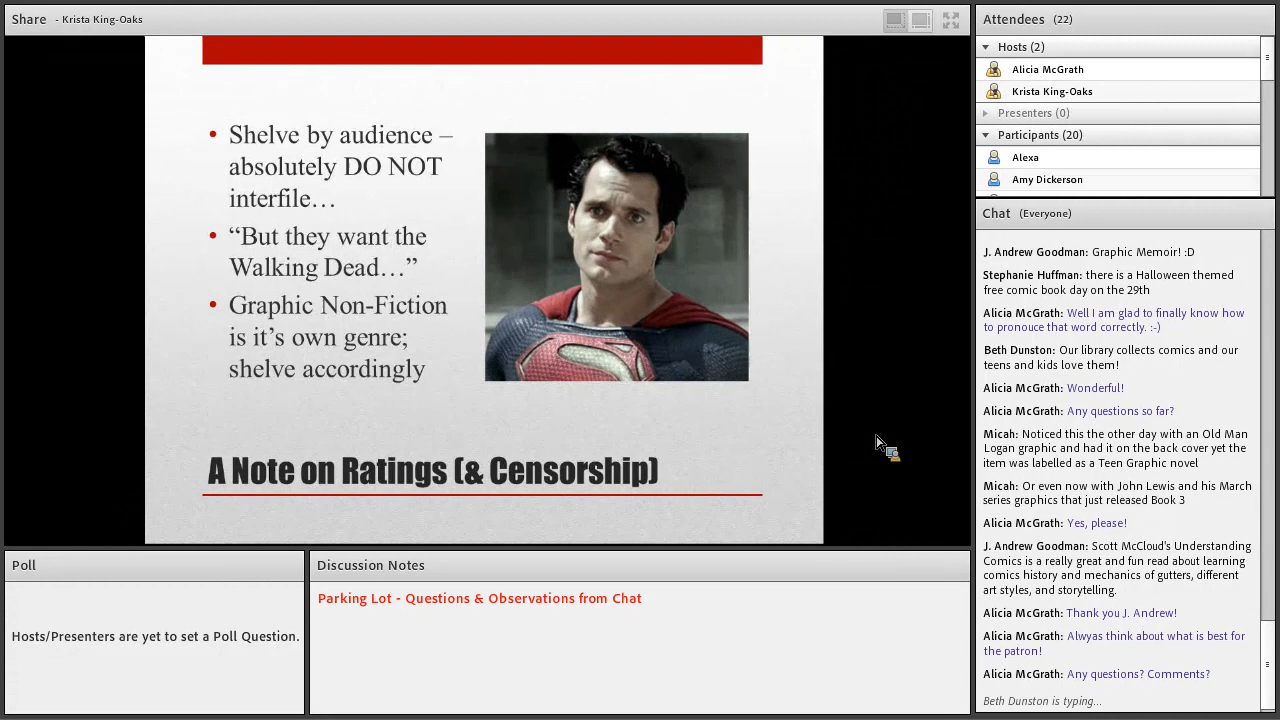 Share - Krista King-Oaks
• Shelve by audience –
absolutely DO NOT
interfile…
• “But they want the
Walking Dead…”
• Graphic Non-Fiction
is it’s own genre;
shelve accordingly
A Note on Ratings (& Censorship)
Poll
Hosts/Presenters are yet to set a Poll Question.
Discussion Notes
Parking Lot - Questions & Observations from Chat
Attendees (22)
Hosts (2)
Alicia McGrath
Krista King-Oaks
Presenters (0)
Participants (20)
Alexa
Amy Dickerson
Chat (Everyone)
J. Andrew Goodman: Graphic Memoir! :D
Stephanie Huffman: there is a Halloween themed
free comic book day on the 29th
Alicia McGrath: Well I am glad to finally know how
to pronouce that word correctly. :-)
Beth Dunston: Our library collects comics and our
teens and kids love them!
Alicia McGrath: Wonderful!
Alicia McGrath: Any questions so far?
Micah: Noticed this the other day with an Old Man
Logan graphic and had it on the back cover yet the
item was labelled as a Teen Graphic novel
Micah: Or even now with John Lewis and his March
series graphics that just released Book 3
Alicia McGrath: Yes, please!
J. Andrew Goodman: Scott McCloud's Understanding
Comics is a really great and fun read about learning
comics history and mechanics of gutters, different
art styles, and storytelling.
Alicia McGrath: Thank you J. Andrew!
Alicia McGrath: Alwyas think about what is best for
the patron!
Alicia McGrath: Any questions? Comments?
Beth Dunston is typing...